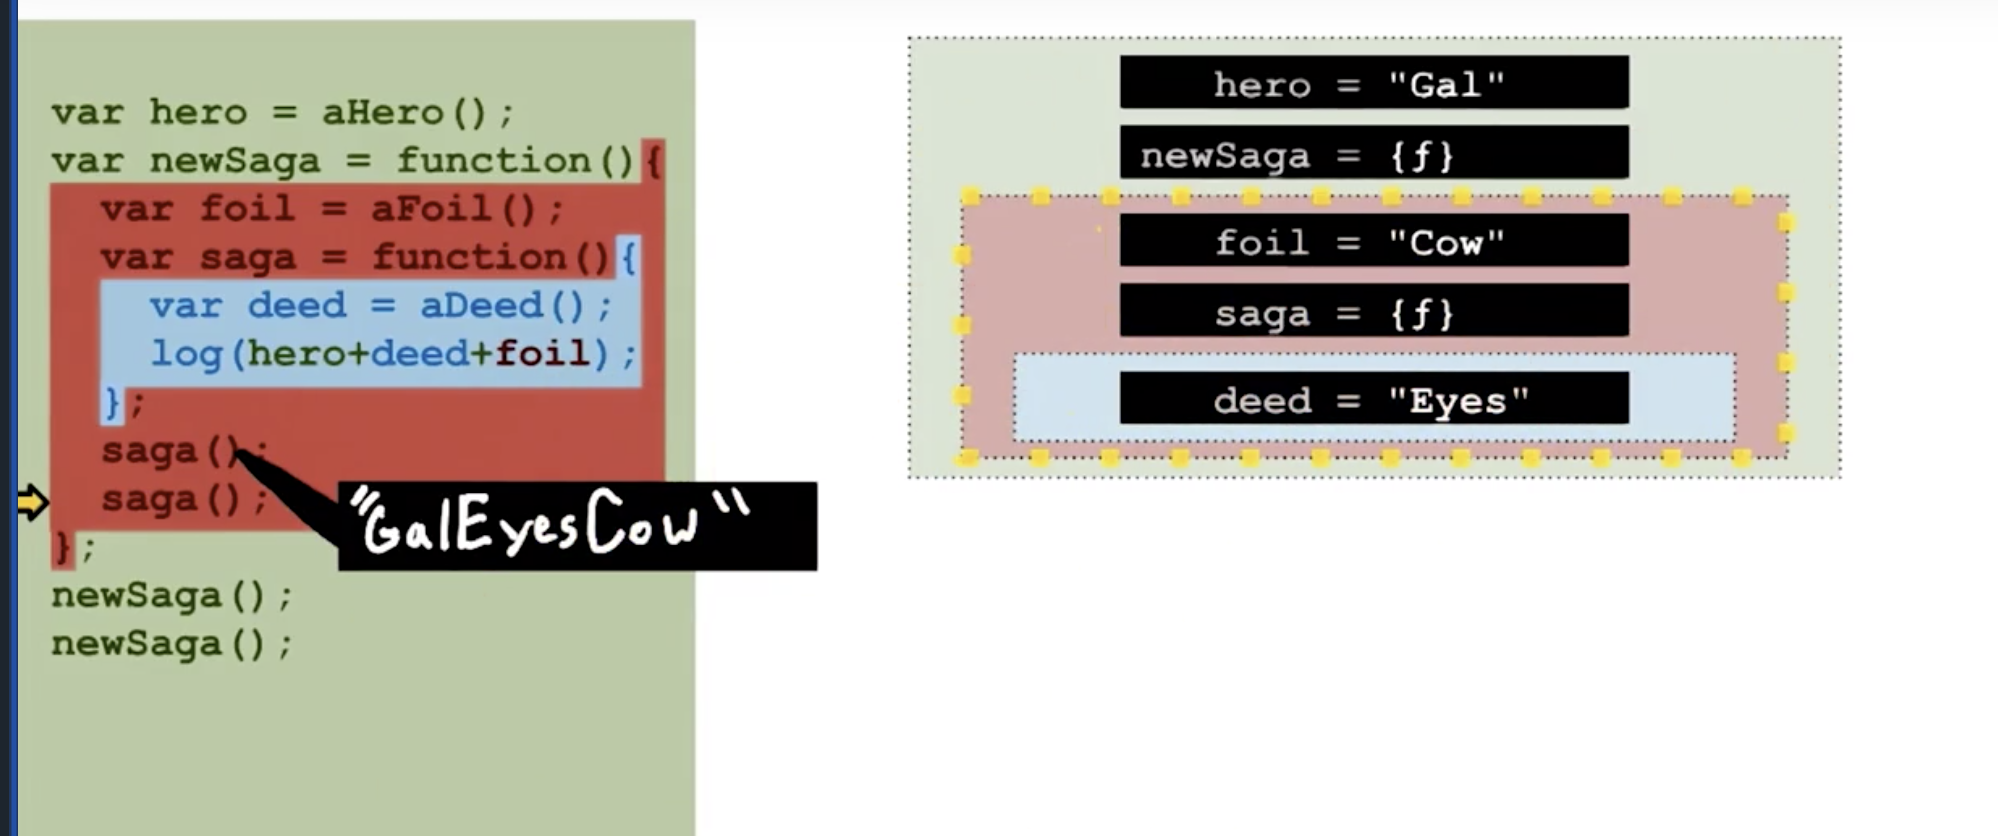 var hero = aHero();
var newSaga = function(){
var foil = aFoil();
var saga = function(){
var deed = aDeed();
log(hero+deed+foil);
};
saga();
saga();
};
newSaga();
newSaga();
"GalEyesCow"
hero = "Gal"
newSaga = {f}
foil = "Cow"
saga = {f}
deed = "Eyes"